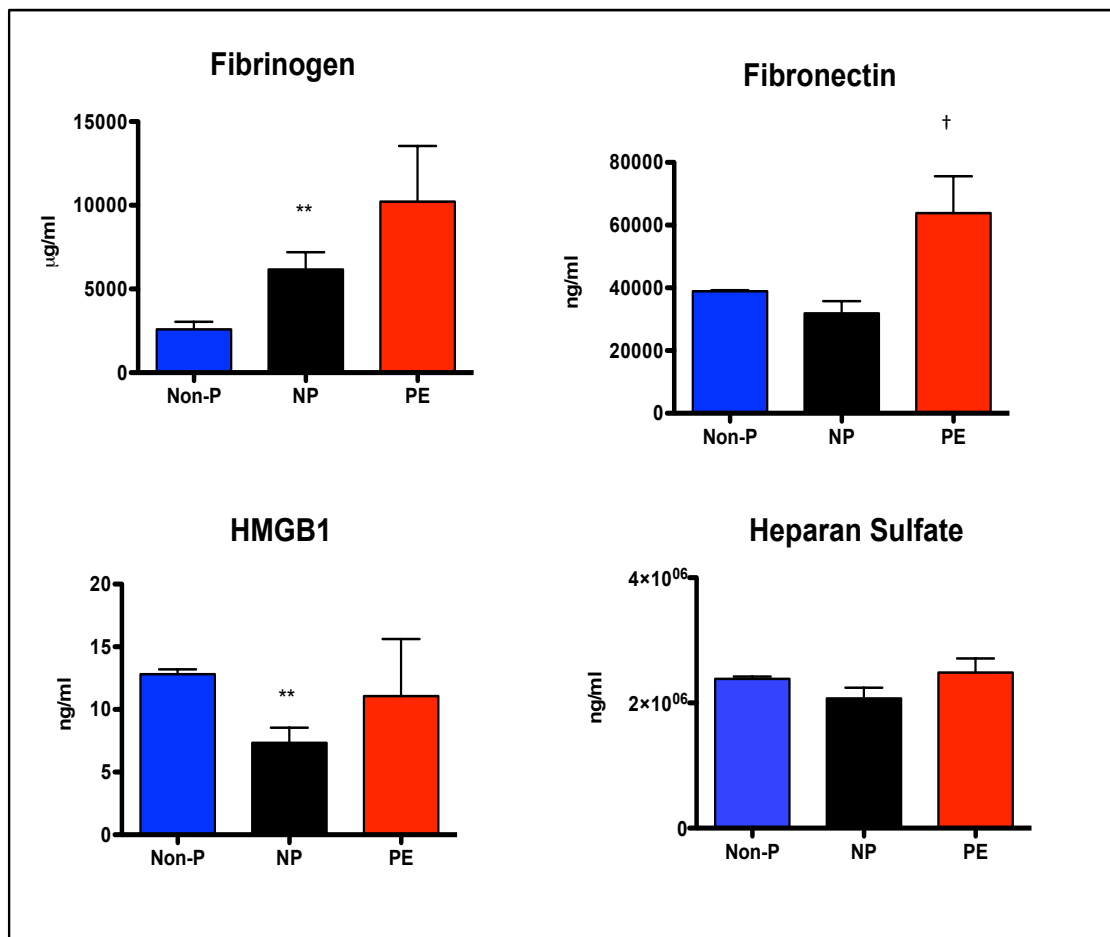 Fibrinogen
15000
10000
5000
0
µg/ml
**
Non-P NP PE
Fibronectin
†
80000
60000
40000
20000
0
ng/ml
Non-P NP PE
HMGB1
20
15
10
5
0
ng/ml
**
Non-P NP PE
Heparan Sulfate
4×10⁰⁶
2×10⁰⁶
0
ng/ml
Non-P NP PE